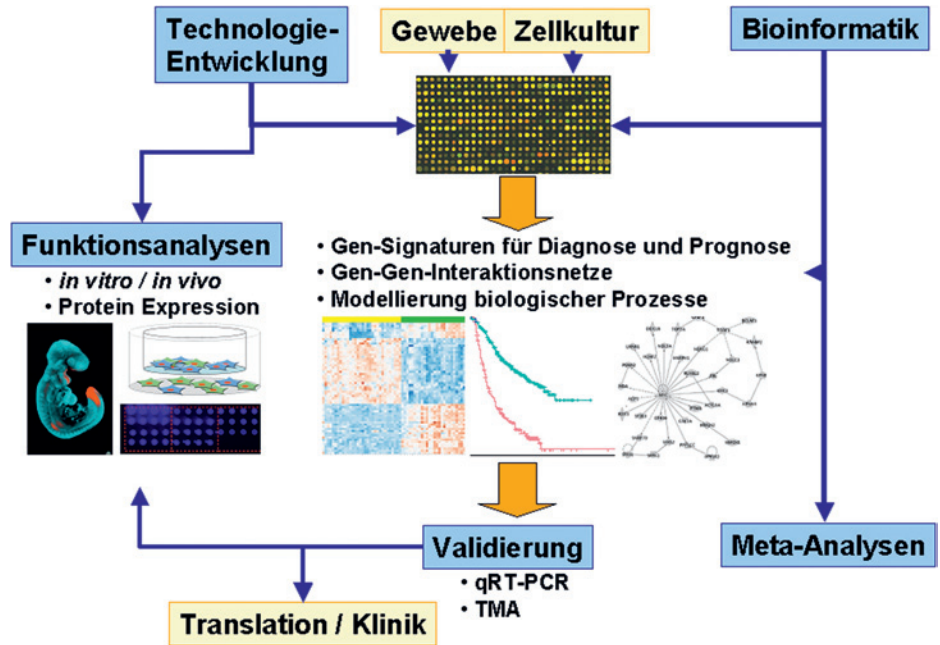 Technologie-
Entwicklung
Gewebe
Zellkultur
Bioinformatik
Funktionsanalysen
• in vitro / in vivo
• Protein Expression
• Gen-Signaturen für Diagnose und Prognose
• Gen-Gen-Interaktionsnetze
• Modellierung biologischer Prozesse
Validierung
• qRT-PCR
• TMA
Meta-Analysen
Translation / Klinik